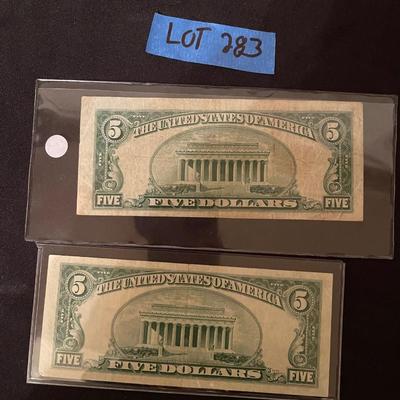 LOT 283
5 THE UNITED STATES OF AMERICA 5
FIVE FIVE DOLLARS FIVE
5 THE UNITED STATES OF AMERICA 5
FIVE FIVE DOLLARS FIVE